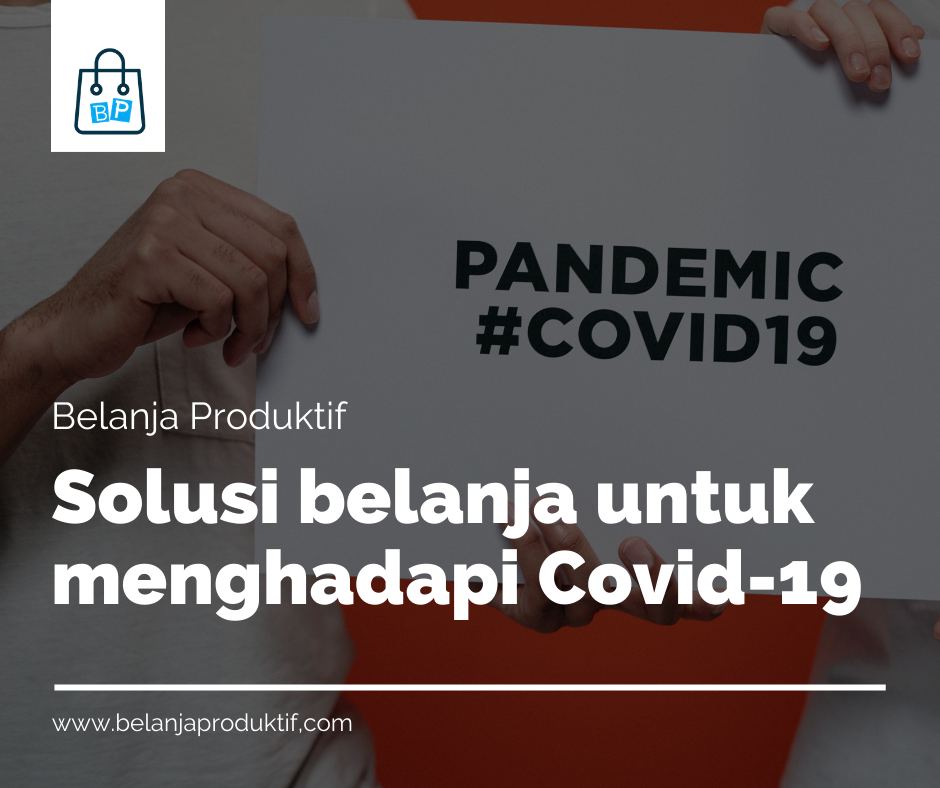 BP
PANDEMIC
#COVID19
Belanja Produktif
Solusi belanja untuk
menghadapi Covid-19
www.belanjaproduktif,com